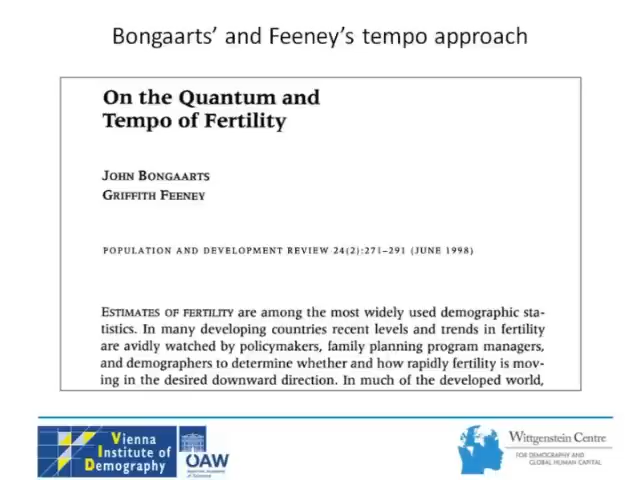 Bongaarts’ and Feeney’s tempo approach
On the Quantum and
Tempo of Fertility
JOHN BONGAARTS
GRIFFITH FEENEY
POPULATION AND DEVELOPMENT REVIEW 24(2):271–291 (JUNE 1998)
ESTIMATES OF FERTILITY are among the most widely used demographic sta-
tistics. In many developing countries recent levels and trends in fertility
are avidly watched by policymakers, family planning program managers,
and demographers to determine whether and how rapidly fertility is mov-
ing in the desired downward direction. In much of the developed world,
Vienna
Institute of
Demography
VID
ÖAW
Wittgenstein Centre
FOR DEMOGRAPHY AND
GLOBAL HUMAN CAPITAL